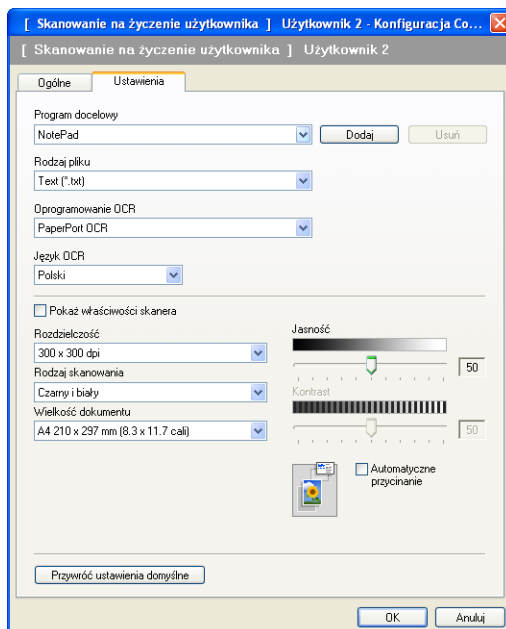 [ Skanowanie na życzenie użytkownika ] Użytkownik 2 - Konfiguracja Co...
[ Skanowanie na życzenie użytkownika ] Użytkownik 2
Ogólne Ustawienia
Program docelowy
NotePad Dodaj Usuń
Rodzaj pliku
Text (*.txt)
Oprogramowanie OCR
PaperPort OCR
Język OCR
Polski
Pokaż właściwości skanera
Rozdzielczość Jasność
300 x 300 dpi 50
Rodzaj skanowania Kontrast
Czarny i biały 50
Wielkość dokumentu
A4 210 x 297 mm (8.3 x 11.7 cali)
Automatyczne
przycinanie
Przywróć ustawienia domyślne
OK Anuluj